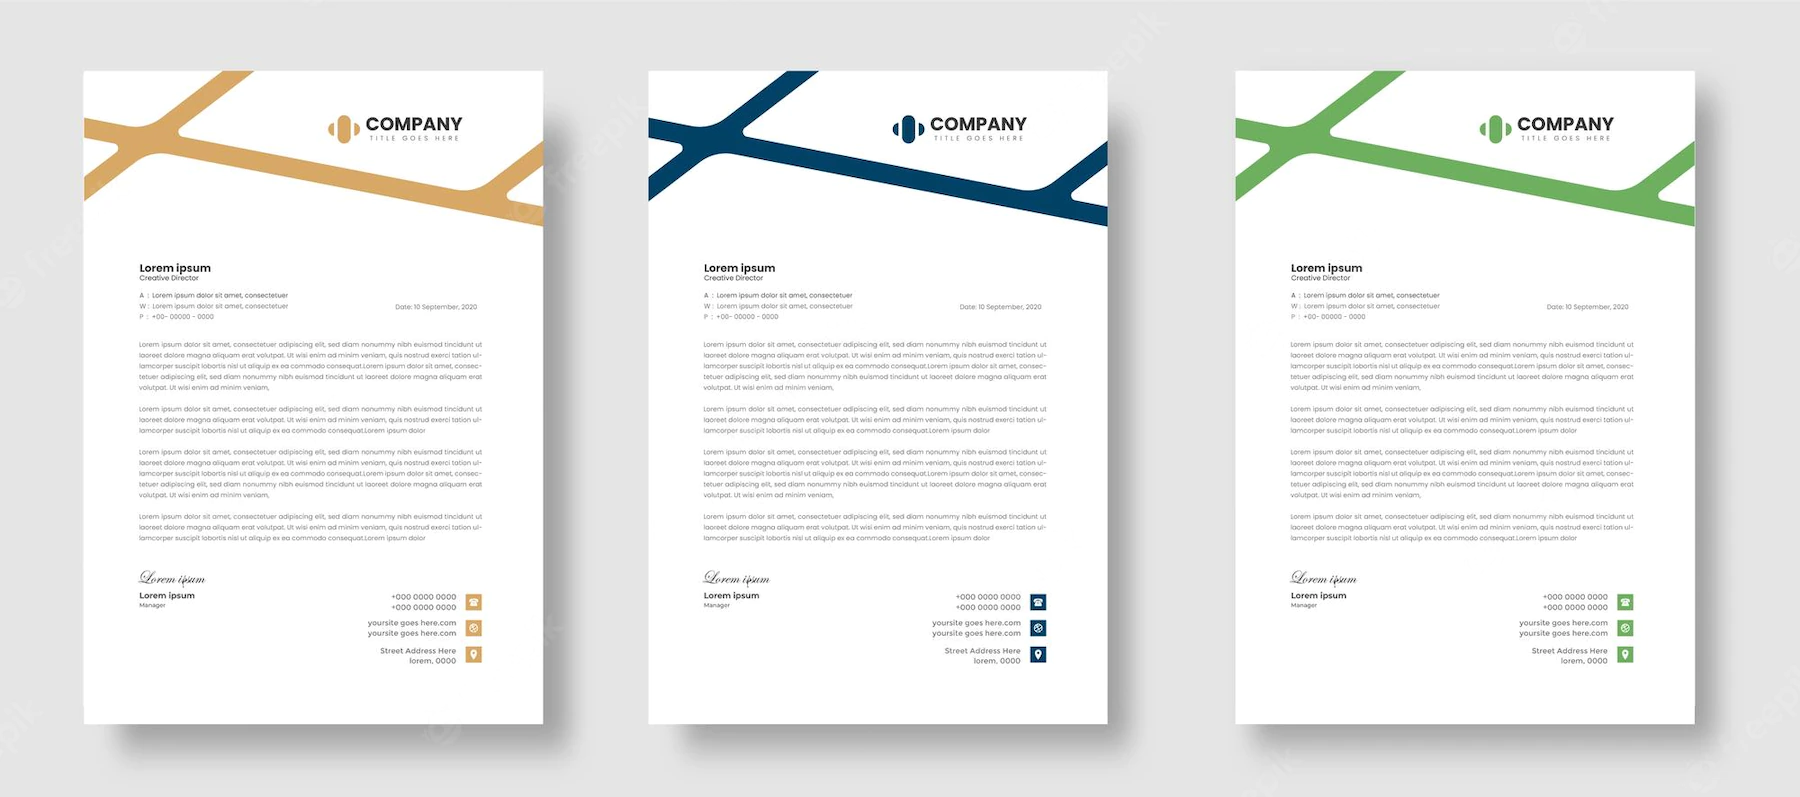 COMPANY
TITLE GOES HERE
Lorem ipsum
Creative Director
A : Lorem ipsum dolor sit amet, consectetuer
W : Lorem ipsum dolor sit amet, consectetuer
P : +00- 00000 - 0000
Date: 10 September, 2020
lorem ipsum dolor sit amet, consectetuer adipiscing elit, sed diam nonummy nibh euismod tincidunt ut
laoreet dolore magna aliquam erat volutpat. Ut wisi enim ad minim veniam, quis nostrud exerci tation ul-
lamcorper suscipit lobortis nisl ut aliquip ex ea commodo consequat.Lorem ipsum dolor sit amet, consec-
tetuer adipiscing elit, sed diam nonummy nibh euismod tincidunt ut laoreet dolore magna aliquam erat
volutpat. Ut wisi enim ad minim veniam,
lorem ipsum dolor sit amet, consectetuer adipiscing elit, sed diam nonummy nibh euismod tincidunt ut
laoreet dolore magna aliquam erat volutpat. Ut wisi enim ad minim veniam, quis nostrud exerci tation ul-
lamcorper suscipit lobortis nisl ut aliquip ex ea commodo consequat.Lorem ipsum dolor
lorem ipsum dolor sit amet, consectetuer adipiscing elit, sed diam nonummy nibh euismod tincidunt ut
laoreet dolore magna aliquam erat volutpat. Ut wisi enim ad minim veniam, quis nostrud exerci tation ul-
lamcorper suscipit lobortis nisl ut aliquip ex ea commodo consequat.Lorem ipsum dolor sit amet, consec-
tetuer adipiscing elit, sed diam nonummy nibh euismod tincidunt ut laoreet dolore magna aliquam erat
volutpat. Ut wisi enim ad minim veniam,
lorem ipsum dolor sit amet, consectetuer adipiscing elit, sed diam nonummy nibh euismod tincidunt ut
laoreet dolore magna aliquam erat volutpat. Ut wisi enim ad minim veniam, quis nostrud exerci tation ul-
lamcorper suscipit lobortis nisl ut aliquip ex ea commodo consequat.Lorem ipsum dolor
Lorem ipsum
Lorem ipsum
Manager
+000 0000 0000
+000 0000 0000
yoursite goes here.com
yoursite goes here.com
Street Address Here
lorem, 0000
COMPANY
TITLE GOES HERE
Lorem ipsum
Creative Director
A : Lorem ipsum dolor sit amet, consectetuer
W : Lorem ipsum dolor sit amet, consectetuer
P : +00- 00000 - 0000
Date: 10 September, 2020
lorem ipsum dolor sit amet, consectetuer adipiscing elit, sed diam nonummy nibh euismod tincidunt ut
laoreet dolore magna aliquam erat volutpat. Ut wisi enim ad minim veniam, quis nostrud exerci tation ul-
lamcorper suscipit lobortis nisl ut aliquip ex ea commodo consequat.Lorem ipsum dolor sit amet, consec-
tetuer adipiscing elit, sed diam nonummy nibh euismod tincidunt ut laoreet dolore magna aliquam erat
volutpat. Ut wisi enim ad minim veniam,
lorem ipsum dolor sit amet, consectetuer adipiscing elit, sed diam nonummy nibh euismod tincidunt ut
laoreet dolore magna aliquam erat volutpat. Ut wisi enim ad minim veniam, quis nostrud exerci tation ul-
lamcorper suscipit lobortis nisl ut aliquip ex ea commodo consequat.Lorem ipsum dolor
lorem ipsum dolor sit amet, consectetuer adipiscing elit, sed diam nonummy nibh euismod tincidunt ut
laoreet dolore magna aliquam erat volutpat. Ut wisi enim ad minim veniam, quis nostrud exerci tation ul-
lamcorper suscipit lobortis nisl ut aliquip ex ea commodo consequat.Lorem ipsum dolor sit amet, consec-
tetuer adipiscing elit, sed diam nonummy nibh euismod tincidunt ut laoreet dolore magna aliquam erat
volutpat. Ut wisi enim ad minim veniam,
lorem ipsum dolor sit amet, consectetuer adipiscing elit, sed diam nonummy nibh euismod tincidunt ut
laoreet dolore magna aliquam erat volutpat. Ut wisi enim ad minim veniam, quis nostrud exerci tation ul-
lamcorper suscipit lobortis nisl ut aliquip ex ea commodo consequat.Lorem ipsum dolor
Lorem ipsum
Lorem ipsum
Manager
+000 0000 0000
+000 0000 0000
yoursite goes here.com
yoursite goes here.com
Street Address Here
lorem, 0000
COMPANY
TITLE GOES HERE
Lorem ipsum
Creative Director
A : Lorem ipsum dolor sit amet, consectetuer
W : Lorem ipsum dolor sit amet, consectetuer
P : +00- 00000 - 0000
Date: 10 September, 2020
lorem ipsum dolor sit amet, consectetuer adipiscing elit, sed diam nonummy nibh euismod tincidunt ut
laoreet dolore magna aliquam erat volutpat. Ut wisi enim ad minim veniam, quis nostrud exerci tation ul-
lamcorper suscipit lobortis nisl ut aliquip ex ea commodo consequat.Lorem ipsum dolor sit amet, consec-
tetuer adipiscing elit, sed diam nonummy nibh euismod tincidunt ut laoreet dolore magna aliquam erat
volutpat. Ut wisi enim ad minim veniam,
lorem ipsum dolor sit amet, consectetuer adipiscing elit, sed diam nonummy nibh euismod tincidunt ut
laoreet dolore magna aliquam erat volutpat. Ut wisi enim ad minim veniam, quis nostrud exerci tation ul-
lamcorper suscipit lobortis nisl ut aliquip ex ea commodo consequat.Lorem ipsum dolor
lorem ipsum dolor sit amet, consectetuer adipiscing elit, sed diam nonummy nibh euismod tincidunt ut
laoreet dolore magna aliquam erat volutpat. Ut wisi enim ad minim veniam, quis nostrud exerci tation ul-
lamcorper suscipit lobortis nisl ut aliquip ex ea commodo consequat.Lorem ipsum dolor sit amet, consec-
tetuer adipiscing elit, sed diam nonummy nibh euismod tincidunt ut laoreet dolore magna aliquam erat
volutpat. Ut wisi enim ad minim veniam,
lorem ipsum dolor sit amet, consectetuer adipiscing elit, sed diam nonummy nibh euismod tincidunt ut
laoreet dolore magna aliquam erat volutpat. Ut wisi enim ad minim veniam, quis nostrud exerci tation ul-
lamcorper suscipit lobortis nisl ut aliquip ex ea commodo consequat.Lorem ipsum dolor
Lorem ipsum
Lorem ipsum
Manager
+000 0000 0000
+000 0000 0000
yoursite goes here.com
yoursite goes here.com
Street Address Here
lorem, 0000